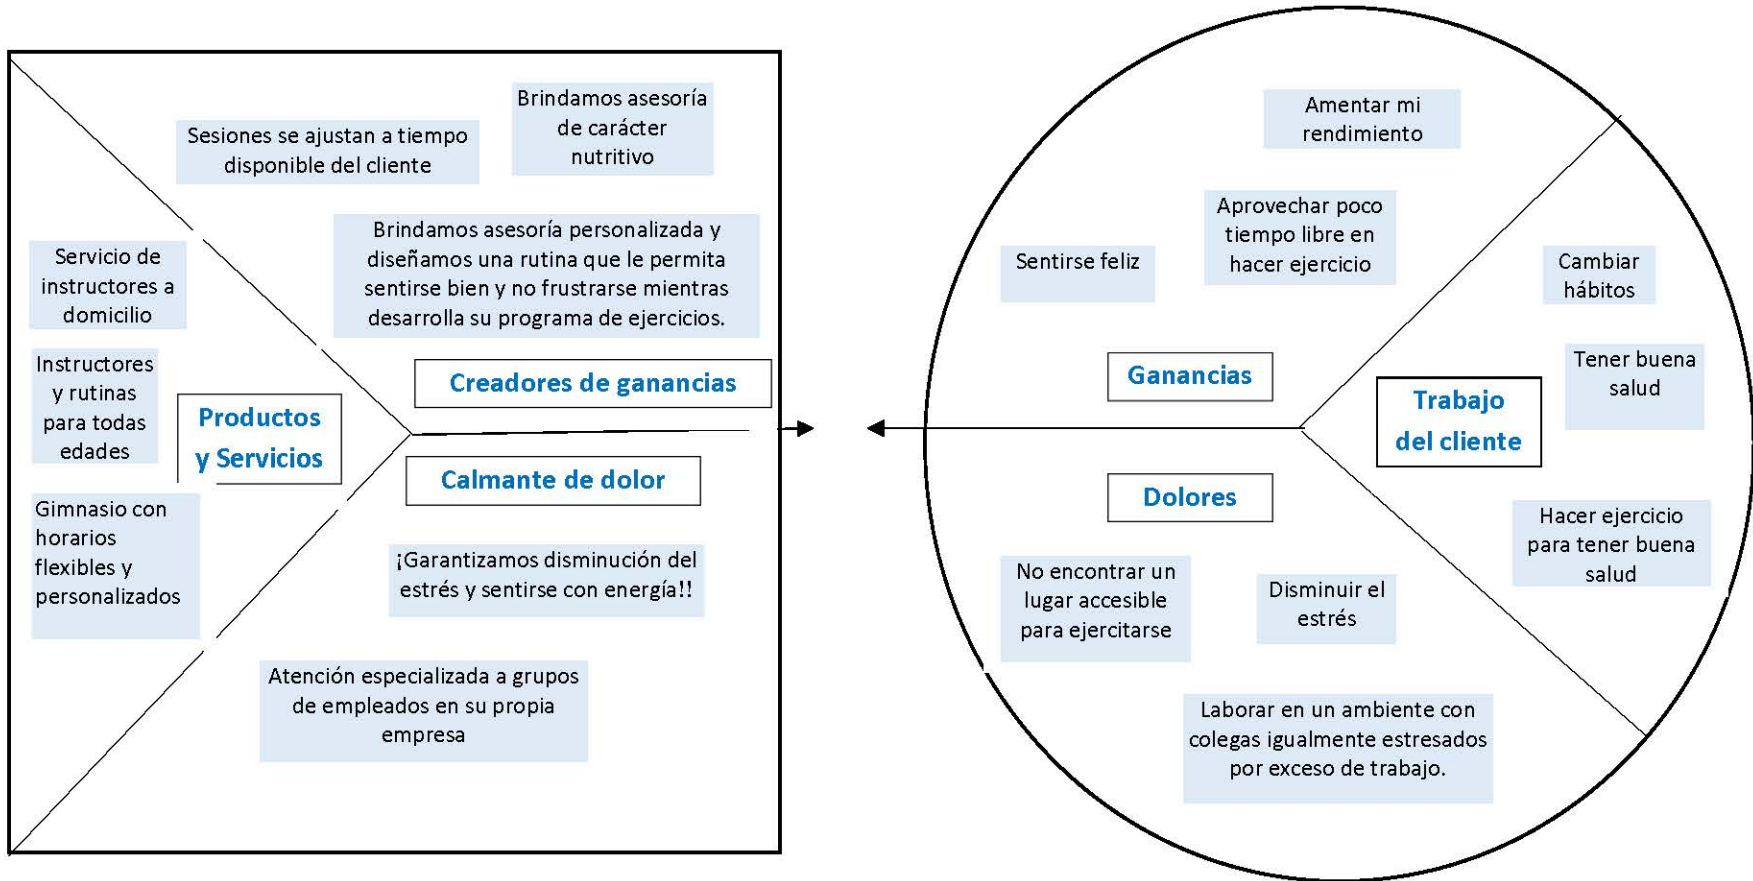 Brindamos asesoría
de carácter
nutritivo
Sesiones se ajustan a tiempo
disponible del cliente
Brindamos asesoría personalizada y
diseñamos una rutina que le permita
sentirse bien y no frustrarse mientras
desarrolla su programa de ejercicios.
Creadores de ganancias
Servicio de
instructores a
domicilio
Instructores
y rutinas
para todas
edades
Gimnasio con
horarios
flexibles y
personalizados
Productos
y Servicios
Calmante de dolor
¡Garantizamos disminución del
estrés y sentirse con energía!!
Atención especializada a grupos
de empleados en su propia
empresa
Amentar mi
rendimiento
Aprovechar poco
tiempo libre en
hacer ejercicio
Sentirse feliz
Ganancias
Cambiar
hábitos
Tener buena
salud
Trabajo
del cliente
Hacer ejercicio
para tener buena
salud
Dolores
No encontrar un
lugar accesible
para ejercitarse
Disminuir el
estrés
Laborar en un ambiente con
colegas igualmente estresados
por exceso de trabajo.